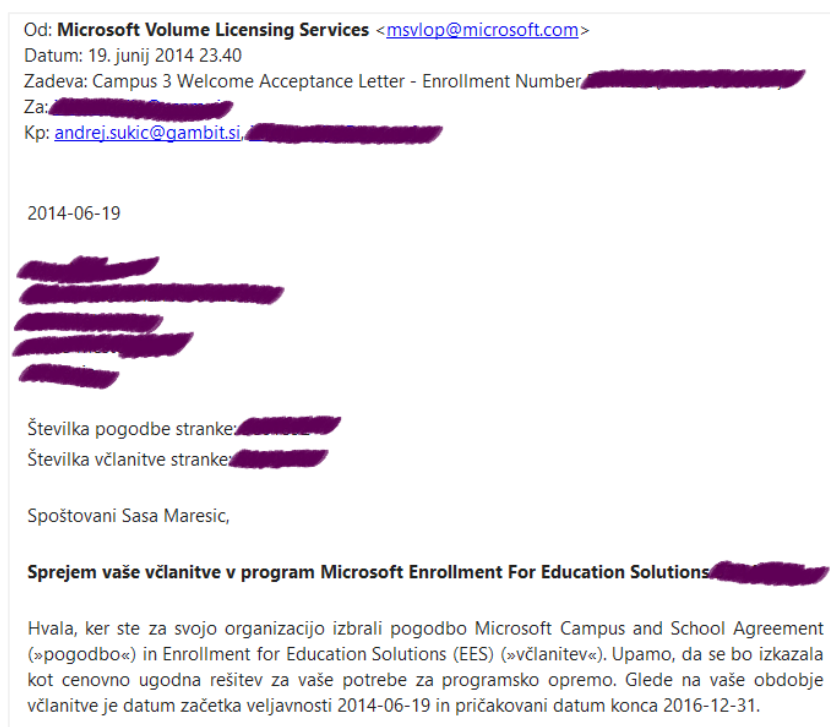 Od: Microsoft Volume Licensing Services <msvlop@microsoft.com>
Datum: 19. junij 2014 23.40
Zadeva: Campus 3 Welcome Acceptance Letter - Enrollment Number
Za:
Kp: andrej.sukic@gambit.si,
2014-06-19
Številka pogodbe stranke:
Številka včlanitve stranke:
Spoštovani Sasa Maresic,
Sprejem vaše včlanitve v program Microsoft Enrollment For Education Solutions
Hvala, ker ste za svojo organizacijo izbrali pogodbo Microsoft Campus and School Agreement
(»pogodbo«) in Enrollment for Education Solutions (EES) (»včlanitev«). Upamo, da se bo izkazala
kot cenovno ugodna rešitev za vaše potrebe za programsko opremo. Glede na vaše obdobje
včlanitve je datum začetka veljavnosti 2014-06-19 in pričakovani datum konca 2016-12-31.